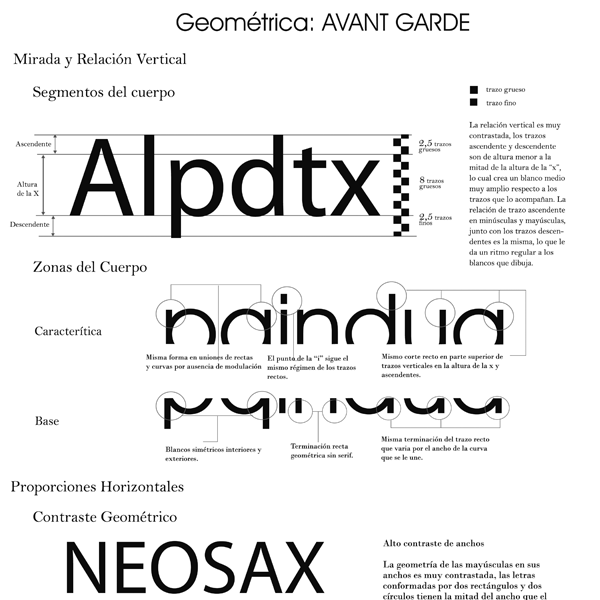 Geométrica: AVANT GARDE
Mirada y Relación Vertical
Segmentos del cuerpo
trazo grueso
trazo fino
Ascendente
Altura
de la X
Descendente
Alpdtx
2,5 trazos
gruesos
8 trazos
gruesos
2,5 trazos
finos
La relación vertical es muy
contrastada, los trazos
ascendente y descendente
son de altura menor a la
mitad de la altura de la “x”,
lo cual crea un blanco medio
muy amplio respecto a los
trazos que lo acompañan. La
relación de trazo ascendente
en minúsculas y mayúsculas,
junto con los trazos descen-
dentes es la misma, lo que le
da un ritmo regular a los
blancos que dibuja.
Zonas del Cuerpo
Característica
pqindua
Misma forma en uniones de rectas
y curvas por ausencia de modulación
El punto de la “i” sigue el
mismo régimen de los trazos
rectos.
Mismo corte recto en parte superior de
trazos verticales en la altura de la x y
ascendentes.
Base
pqindua
Blancos simétricos interiores y
exteriores.
Terminación recta
geométrica sin serif.
Misma terminación del trazo recto
que varia por el ancho de la curva
que se le une.
Proporciones Horizontales
Contraste Geométrico
NEOSAX
Alto contraste de anchos
La geometría de las mayúsculas en sus
anchos es muy contrastada, las letras
conformadas por dos rectángulos y dos
círculos tienen la mitad del ancho que el